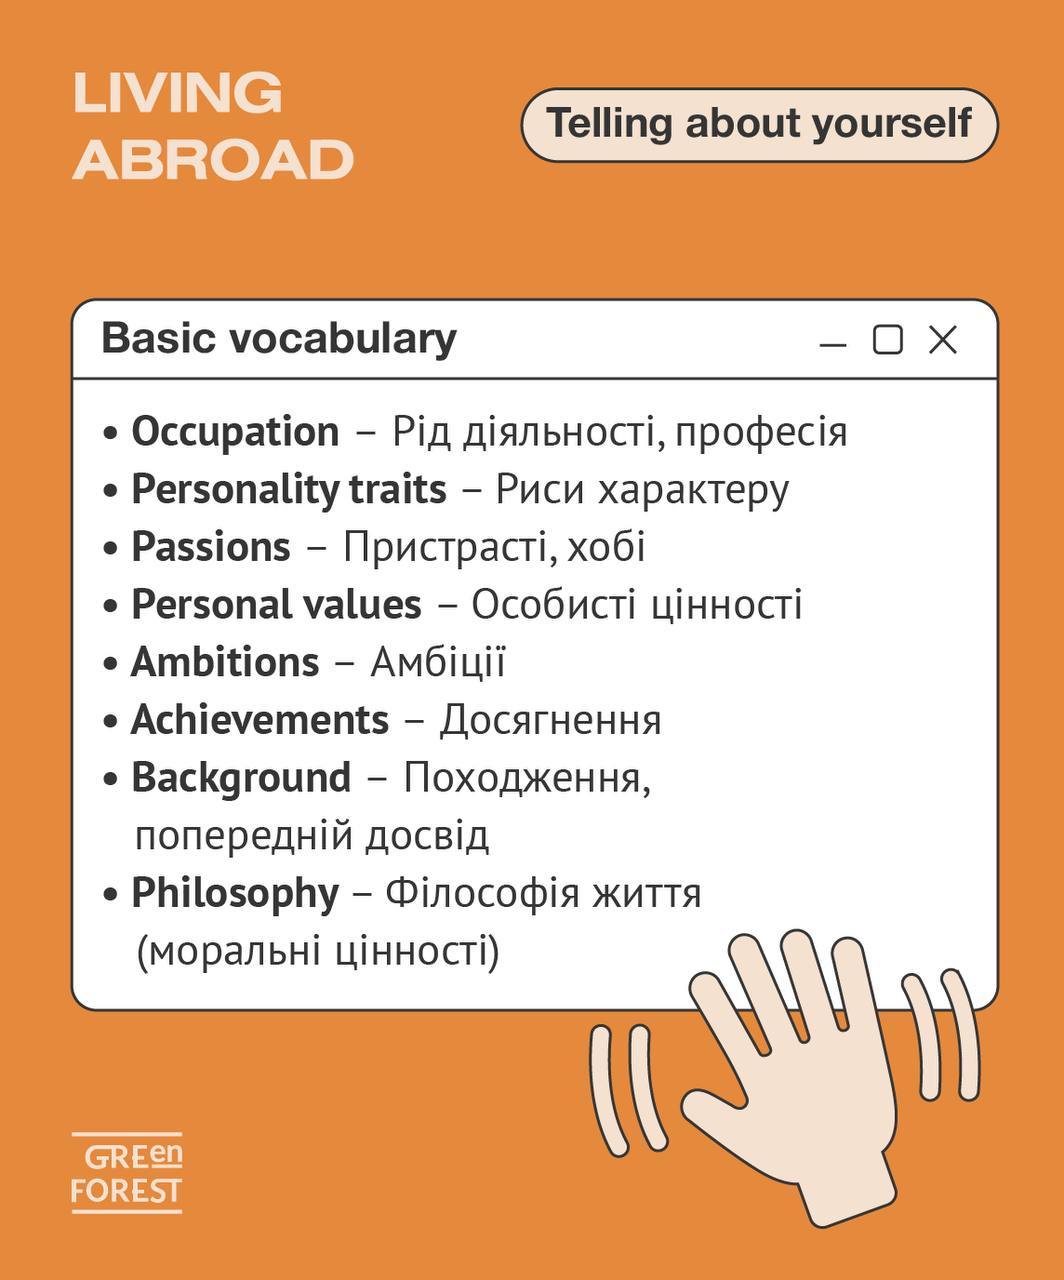 LIVING
ABROAD
Telling about yourself
Basic vocabulary
• Occupation – Рід діяльності, професія
• Personality traits – Риси характеру
• Passions – Пристрасті, хобі
• Personal values – Особисті цінності
• Ambitions – Амбіції
• Achievements – Досягнення
• Background – Походження,
попередній досвід
• Philosophy – Філософія життя
(моральні цінності)
GREen
FOREST